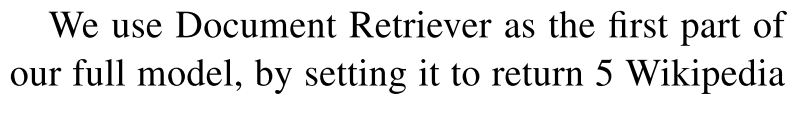 We use Document Retriever as the first part of
our full model, by setting it to return 5 Wikipedia